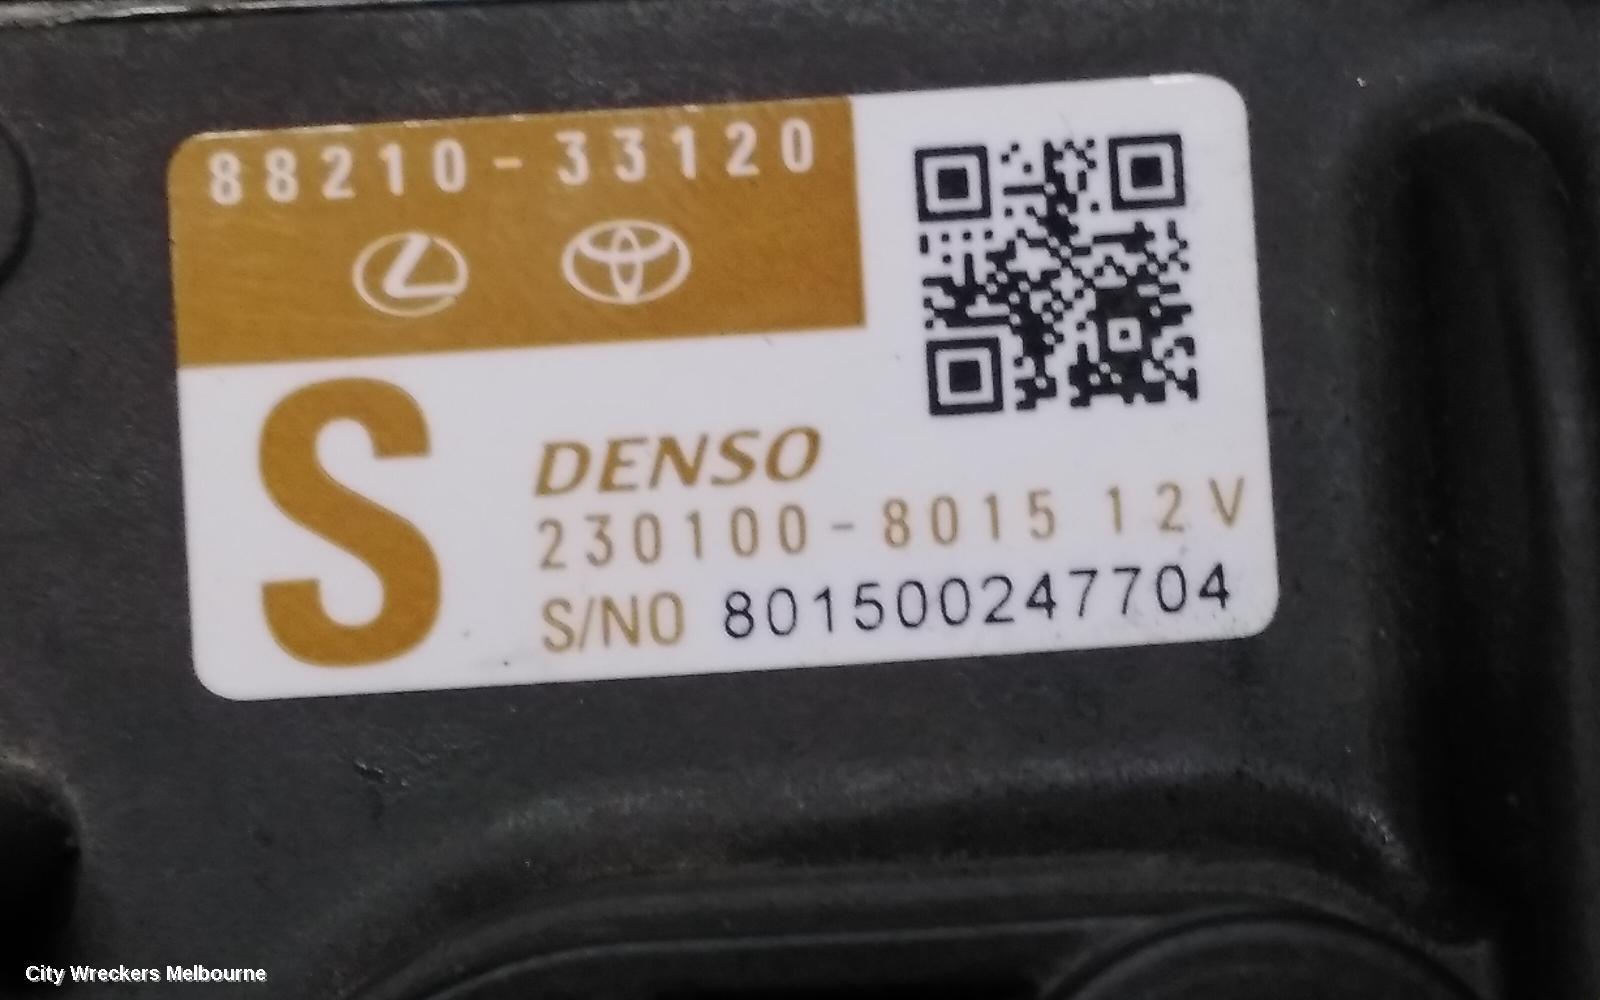 88210-33120
S
DENSO
230100-8015 12V
S/NO 801500247704
City Wreckers Melbourne